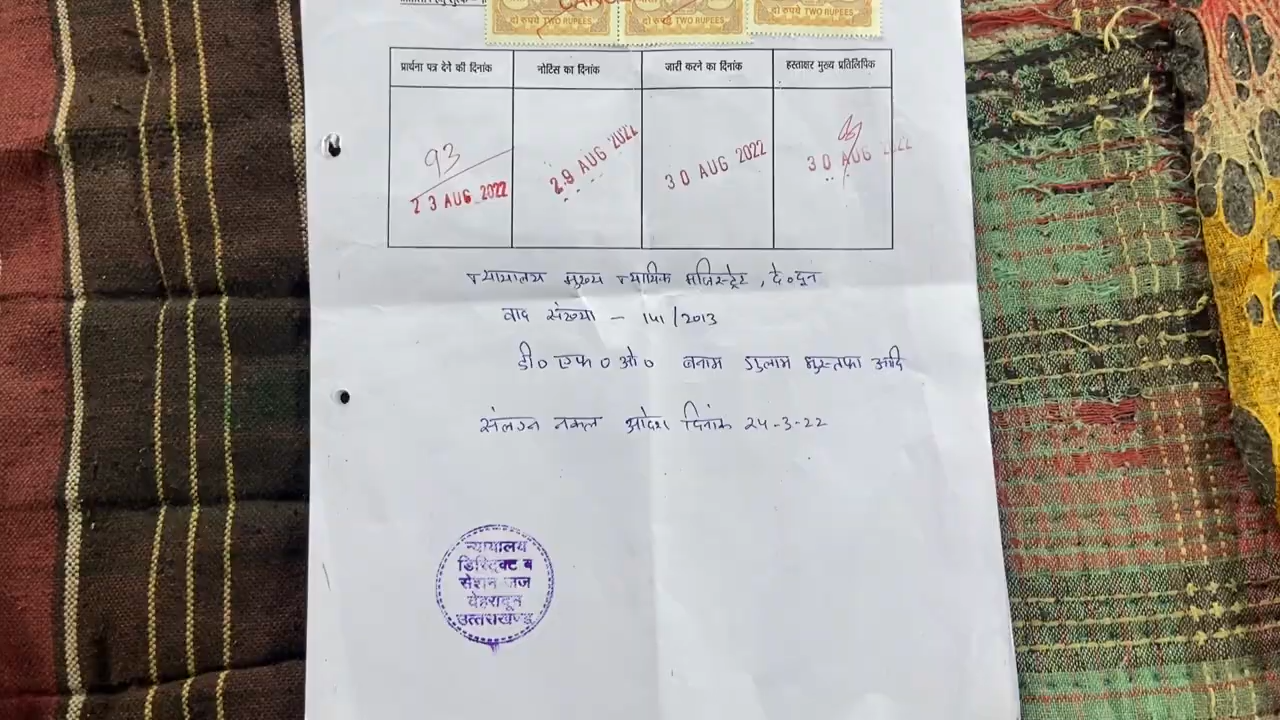 दो रुपये TWO RUPEES दो रुपये TWO RUPEES दो रुपये TWO RUPEES
प्रार्थना पत्र देने की दिनांक नोटिस का दिनांक जारी करने का दिनांक हस्ताक्षर मुख्य प्रतिलिपिक
93
23 AUG 2022 29 AUG 2022 30 AUG 2022 30 AUG 2022
न्यायालय मुख्य न्यायिक मजिस्ट्रेट, दे०दून
वाद संख्या - 141/2013
डी० एफ० ओ० बनाम गुलाम मुस्तफा आदि
संलग्न नकल आदेश दिनांक 24-3-22
न्यायालय
डिस्ट्रिक्ट व
सेशन जज
देहरादून
उत्तराखण्ड